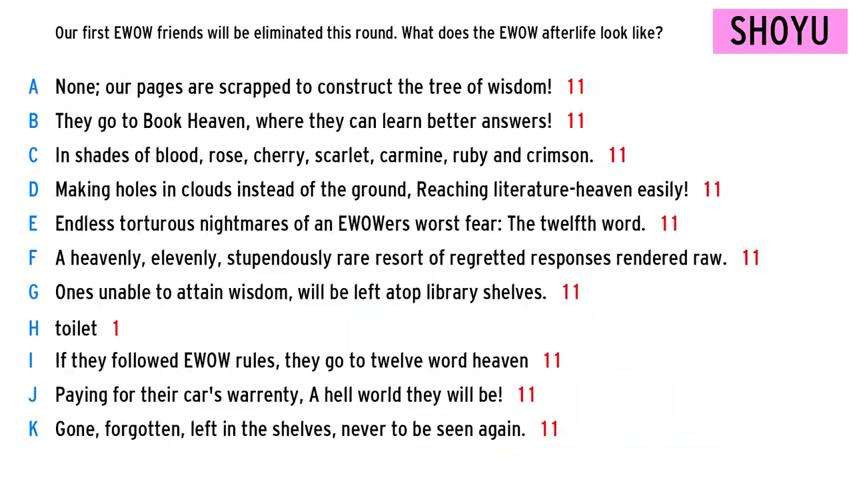 Our first EWOW friends will be eliminated this round. What does the EWOW afterlife look like?
SHOYU
A None; our pages are scrapped to construct the tree of wisdom! 11
B They go to Book Heaven, where they can learn better answers! 11
C In shades of blood, rose, cherry, scarlet, carmine, ruby and crimson. 11
D Making holes in clouds instead of the ground, Reaching literature-heaven easily! 11
E Endless torturous nightmares of an EWOWers worst fear: The twelfth word. 11
F A heavenly, elevenly, stupendously rare resort of regretted responses rendered raw. 11
G Ones unable to attain wisdom, will be left atop library shelves. 11
H toilet 1
I If they followed EWOW rules, they go to twelve word heaven 11
J Paying for their car's warrenty, A hell world they will be! 11
K Gone, forgotten, left in the shelves, never to be seen again. 11